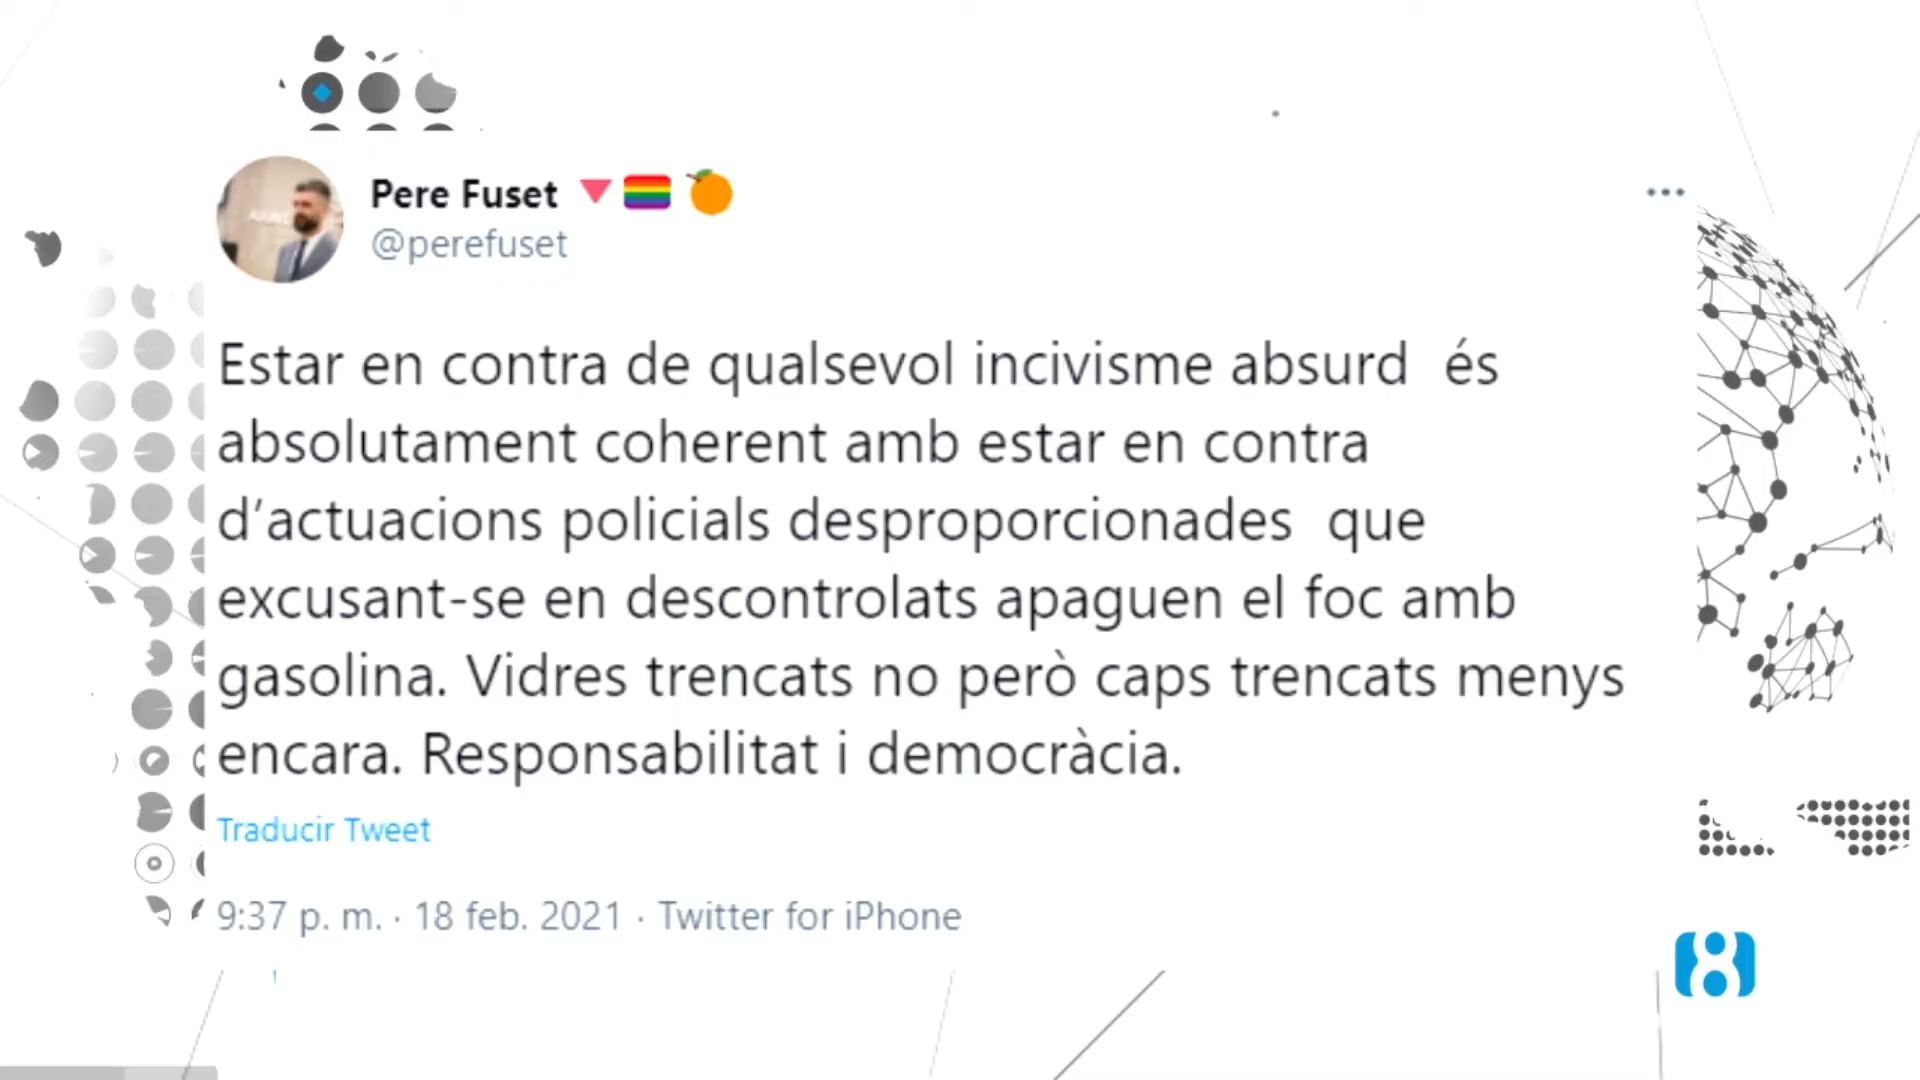 Pere Fuset
@perefuset
Estar en contra de qualsevol incivisme absurd és
absolutament coherent amb estar en contra
d’actuacions policials desproporcionades que
excusant-se en descontrolats apaguen el foc amb
gasolina. Vidres trencats no però caps trencats menys
encara. Responsabilitat i democràcia.
Traducir Tweet
9:37 p. m. · 18 feb. 2021 · Twitter for iPhone
8